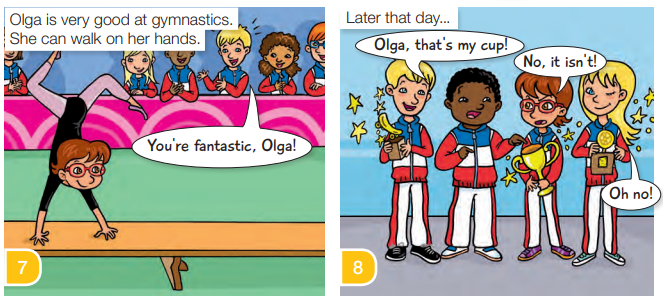 Olga is very good at gymnastics.
She can walk on her hands.
You're fantastic, Olga!
7
Later that day...
Olga, that's my cup!
No, it isn't!
Oh no!
8